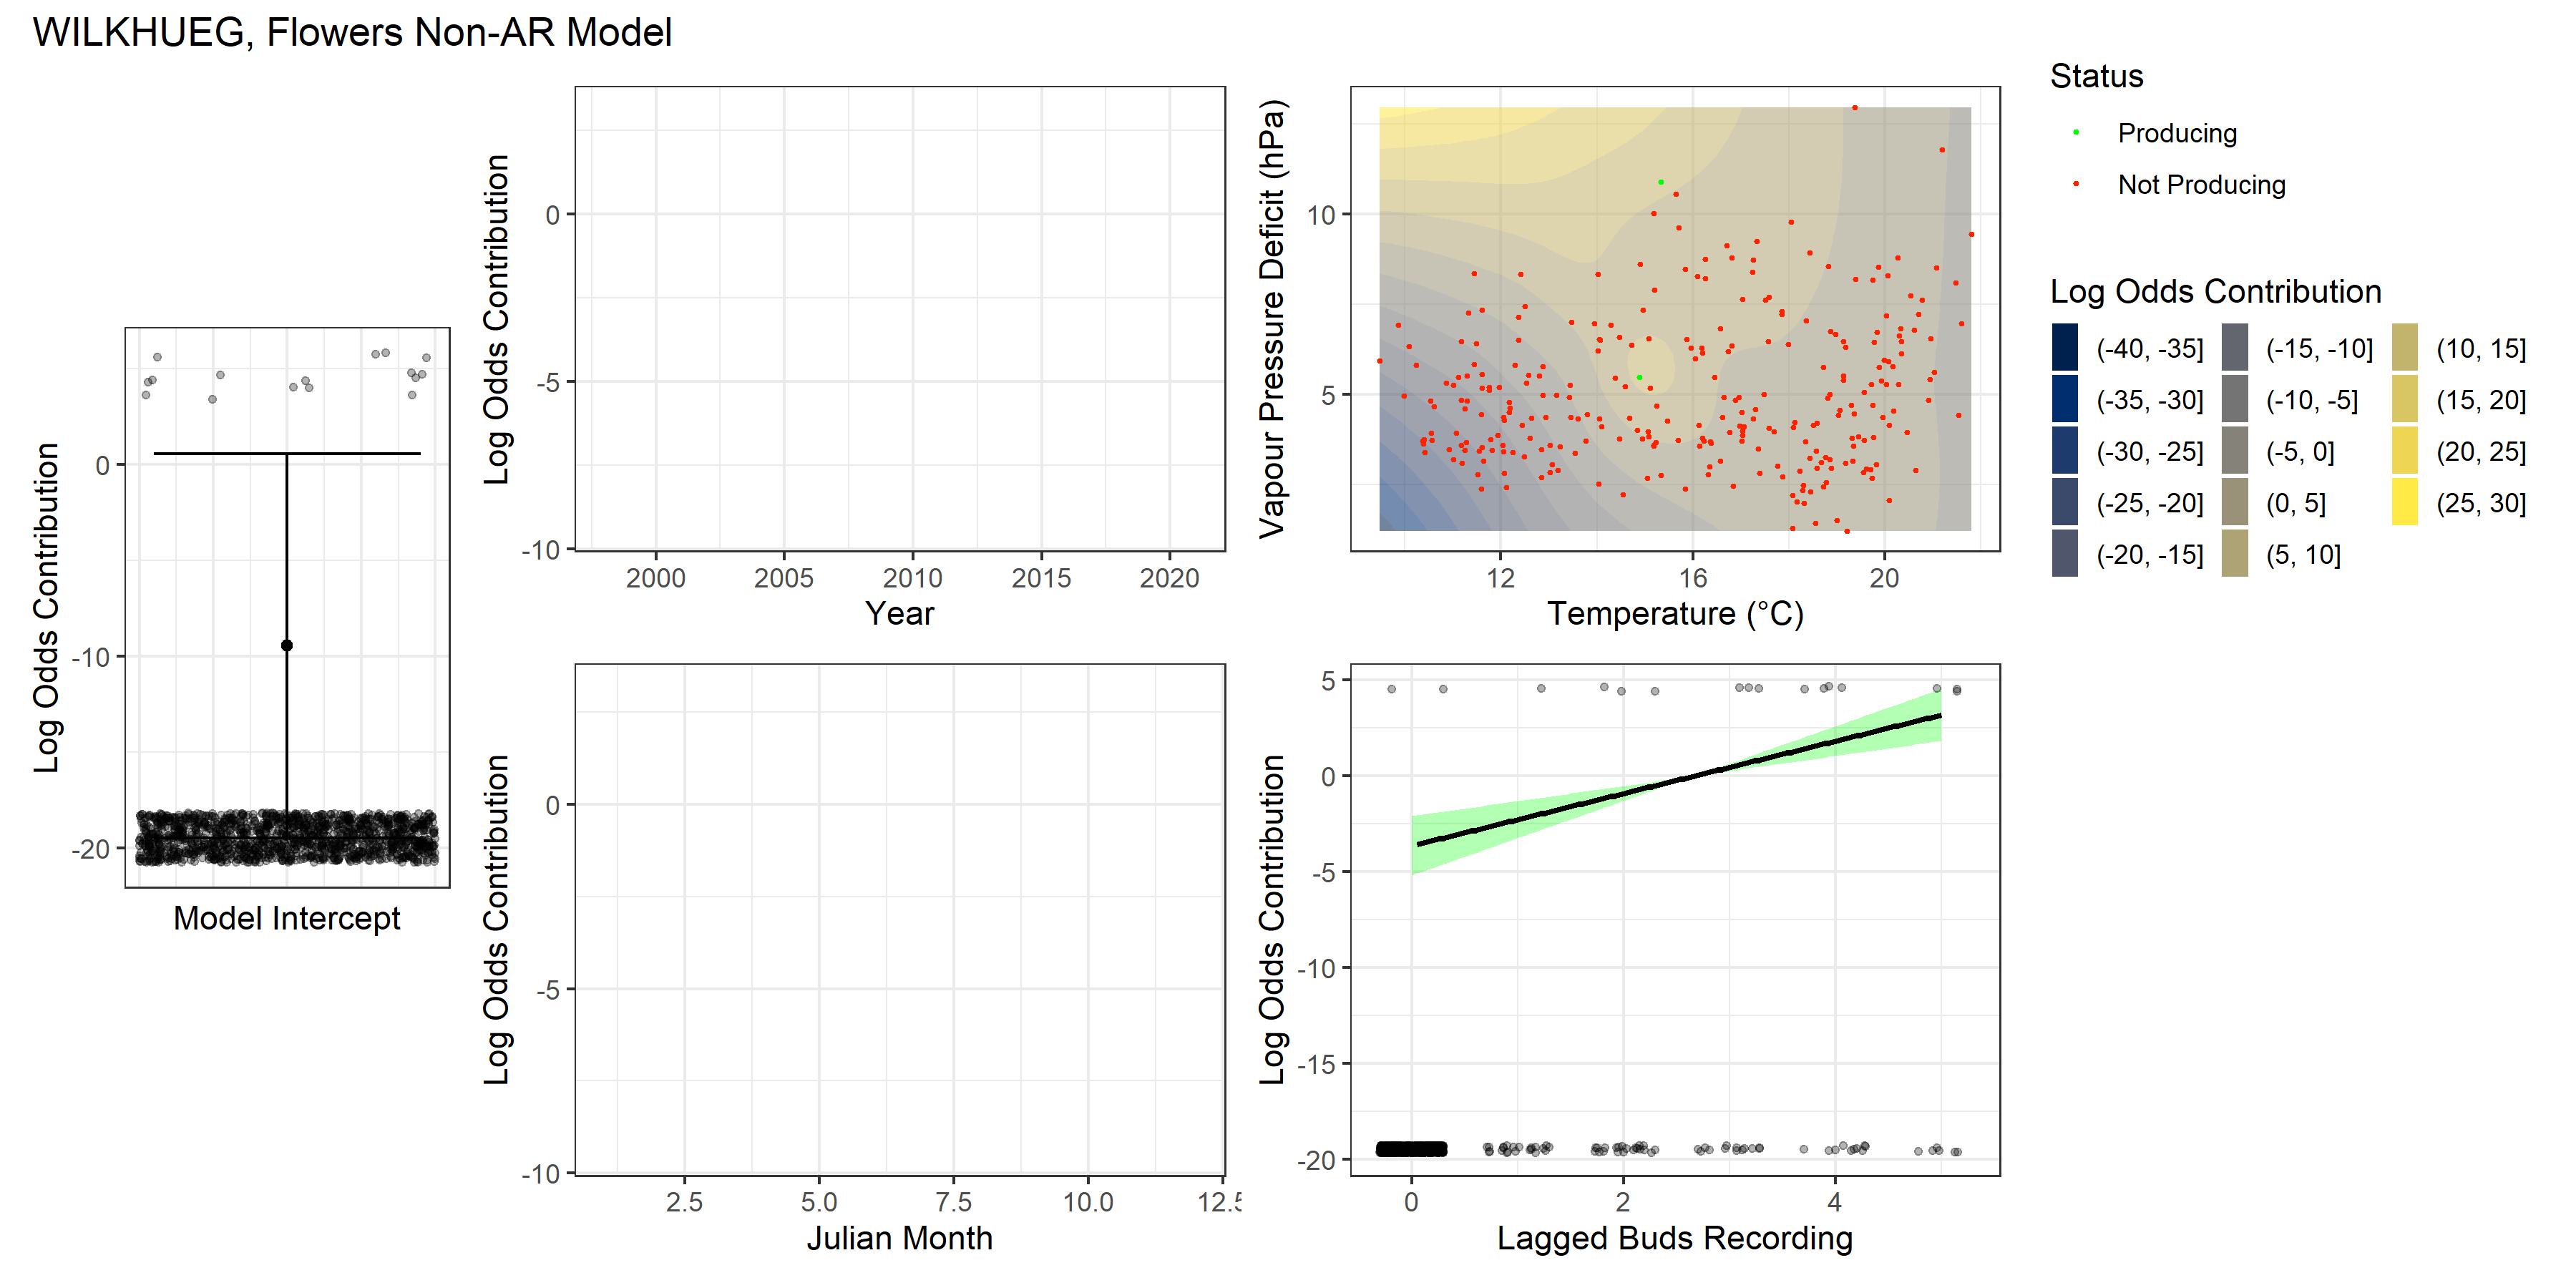 WILKHUEG, Flowers Non-AR Model
Log Odds Contribution
0
-10
-20
Model Intercept
Log Odds Contribution
0
-5
-10
2000 2005 2010 2015 2020
Year
Vapour Pressure Deficit (hPa)
10
5
12 16 20
Temperature (°C)
Status
Producing
Not Producing
Log Odds Contribution
(-40, -35] (-15, -10] (10, 15]
(-35, -30] (-10, -5] (15, 20]
(-30, -25] (-5, 0] (20, 25]
(-25, -20] (0, 5] (25, 30]
(-20, -15] (5, 10]
Log Odds Contribution
0
-5
-10
2.5 5.0 7.5 10.0 12.5
Julian Month
Log Odds Contribution
5
0
-5
-10
-15
-20
0 2 4
Lagged Buds Recording